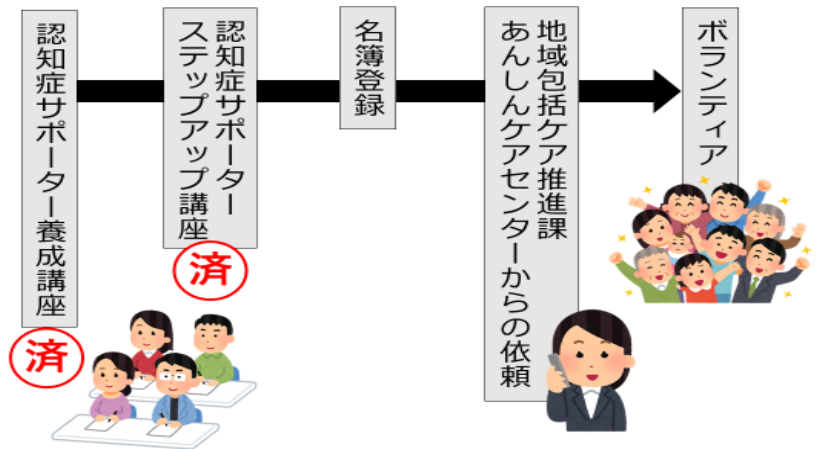 認知症サポーター養成講座
済
認知症サポーター
ステップアップ講座
済
名簿登録
地域包括ケア推進課
あんしんケアセンターからの依頼
ボランティア